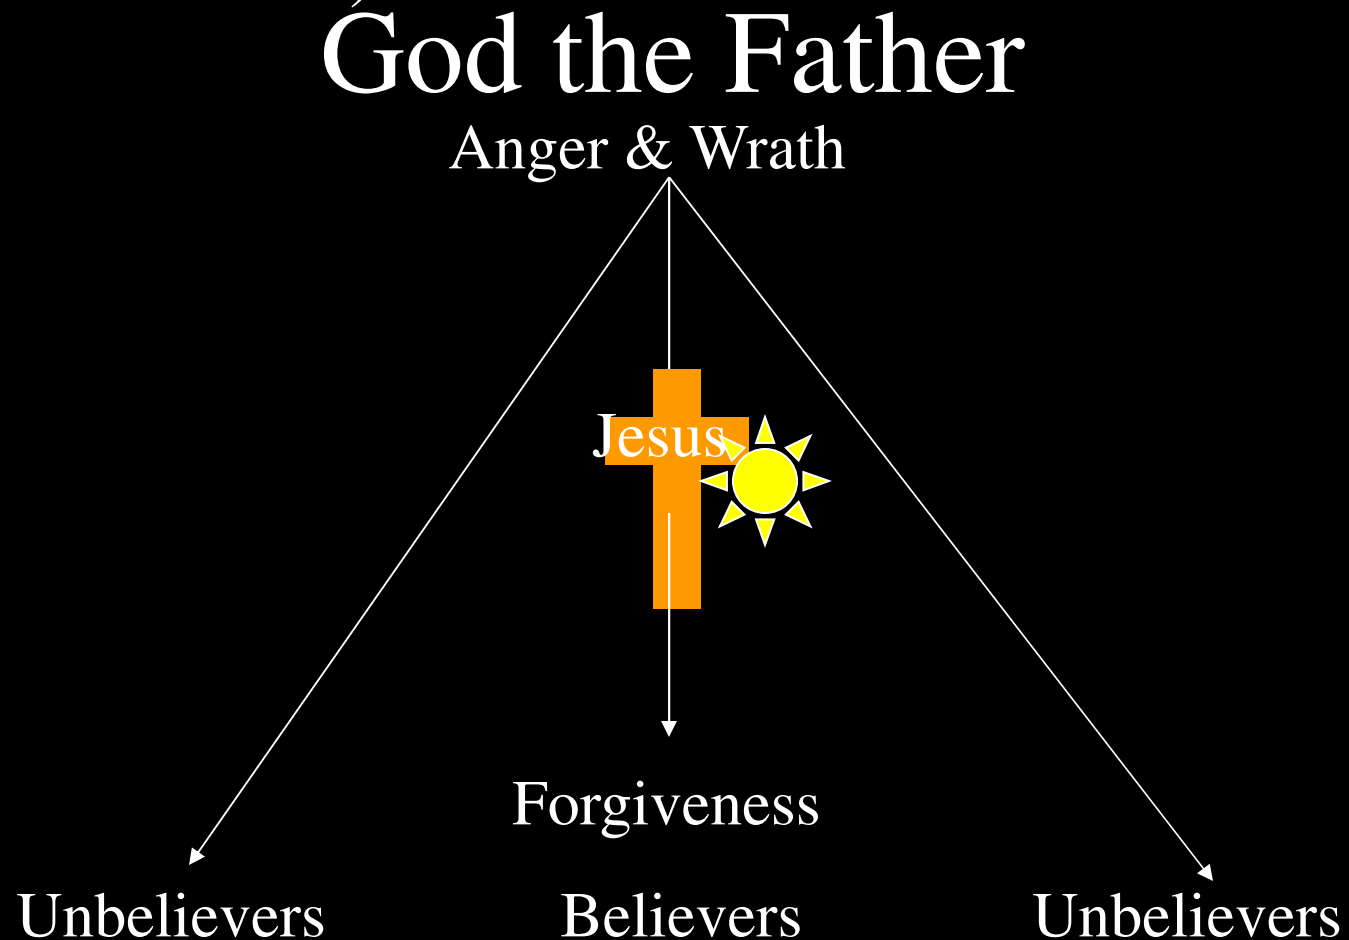 God the Father
Anger & Wrath
Jesus
Forgiveness
Unbelievers Believers Unbelievers